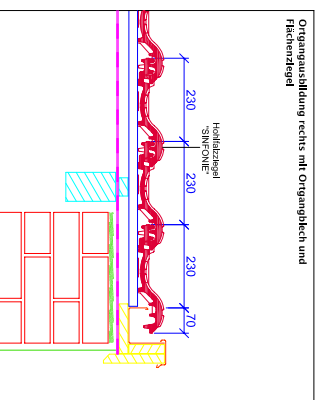 Ortgangausbildung rechts mit Ortgangblech und
Flächenziegel
Hohlfalzziegel
"SINFONIE"
230
230
230
70